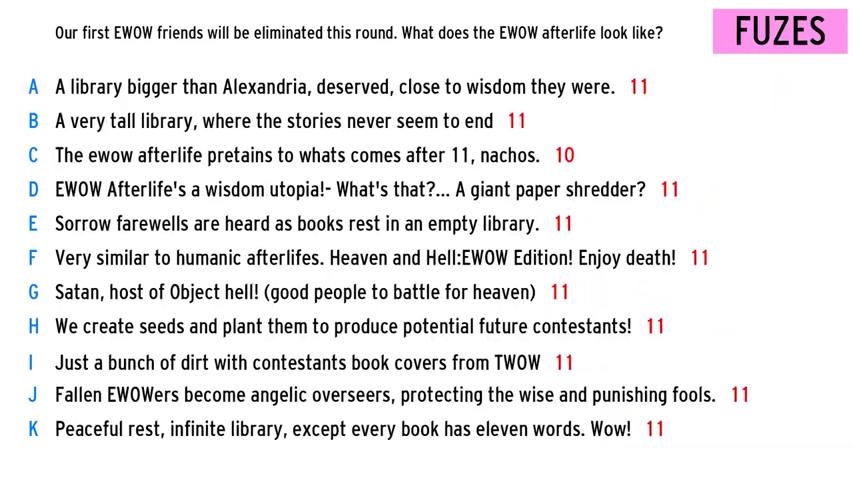 Our first EWOW friends will be eliminated this round. What does the EWOW afterlife look like?
FUZES
A A library bigger than Alexandria, deserved, close to wisdom they were. 11
B A very tall library, where the stories never seem to end 11
C The ewow afterlife pretains to whats comes after 11, nachos. 10
D EWOW Afterlife's a wisdom utopia!- What's that?... A giant paper shredder? 11
E Sorrow farewells are heard as books rest in an empty library. 11
F Very similar to humanic afterlifes. Heaven and Hell:EWOW Edition! Enjoy death! 11
G Satan, host of Object hell! (good people to battle for heaven) 11
H We create seeds and plant them to produce potential future contestants! 11
I Just a bunch of dirt with contestants book covers from TWOW 11
J Fallen EWOWers become angelic overseers, protecting the wise and punishing fools. 11
K Peaceful rest, infinite library, except every book has eleven words. Wow! 11